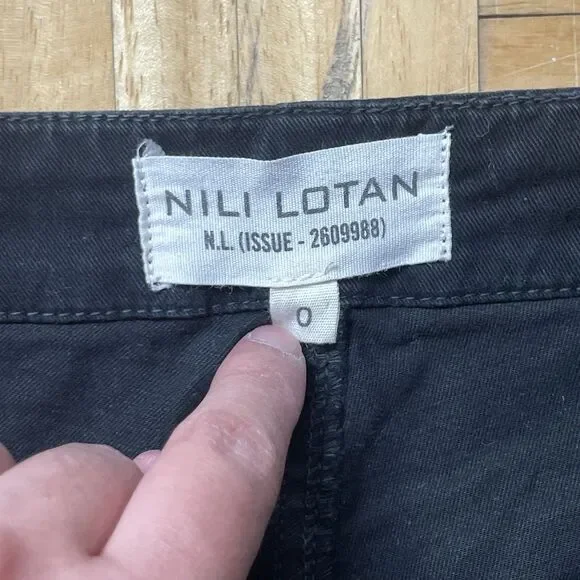 NILI LOTAN
N.L. (ISSUE - 2609988)
0